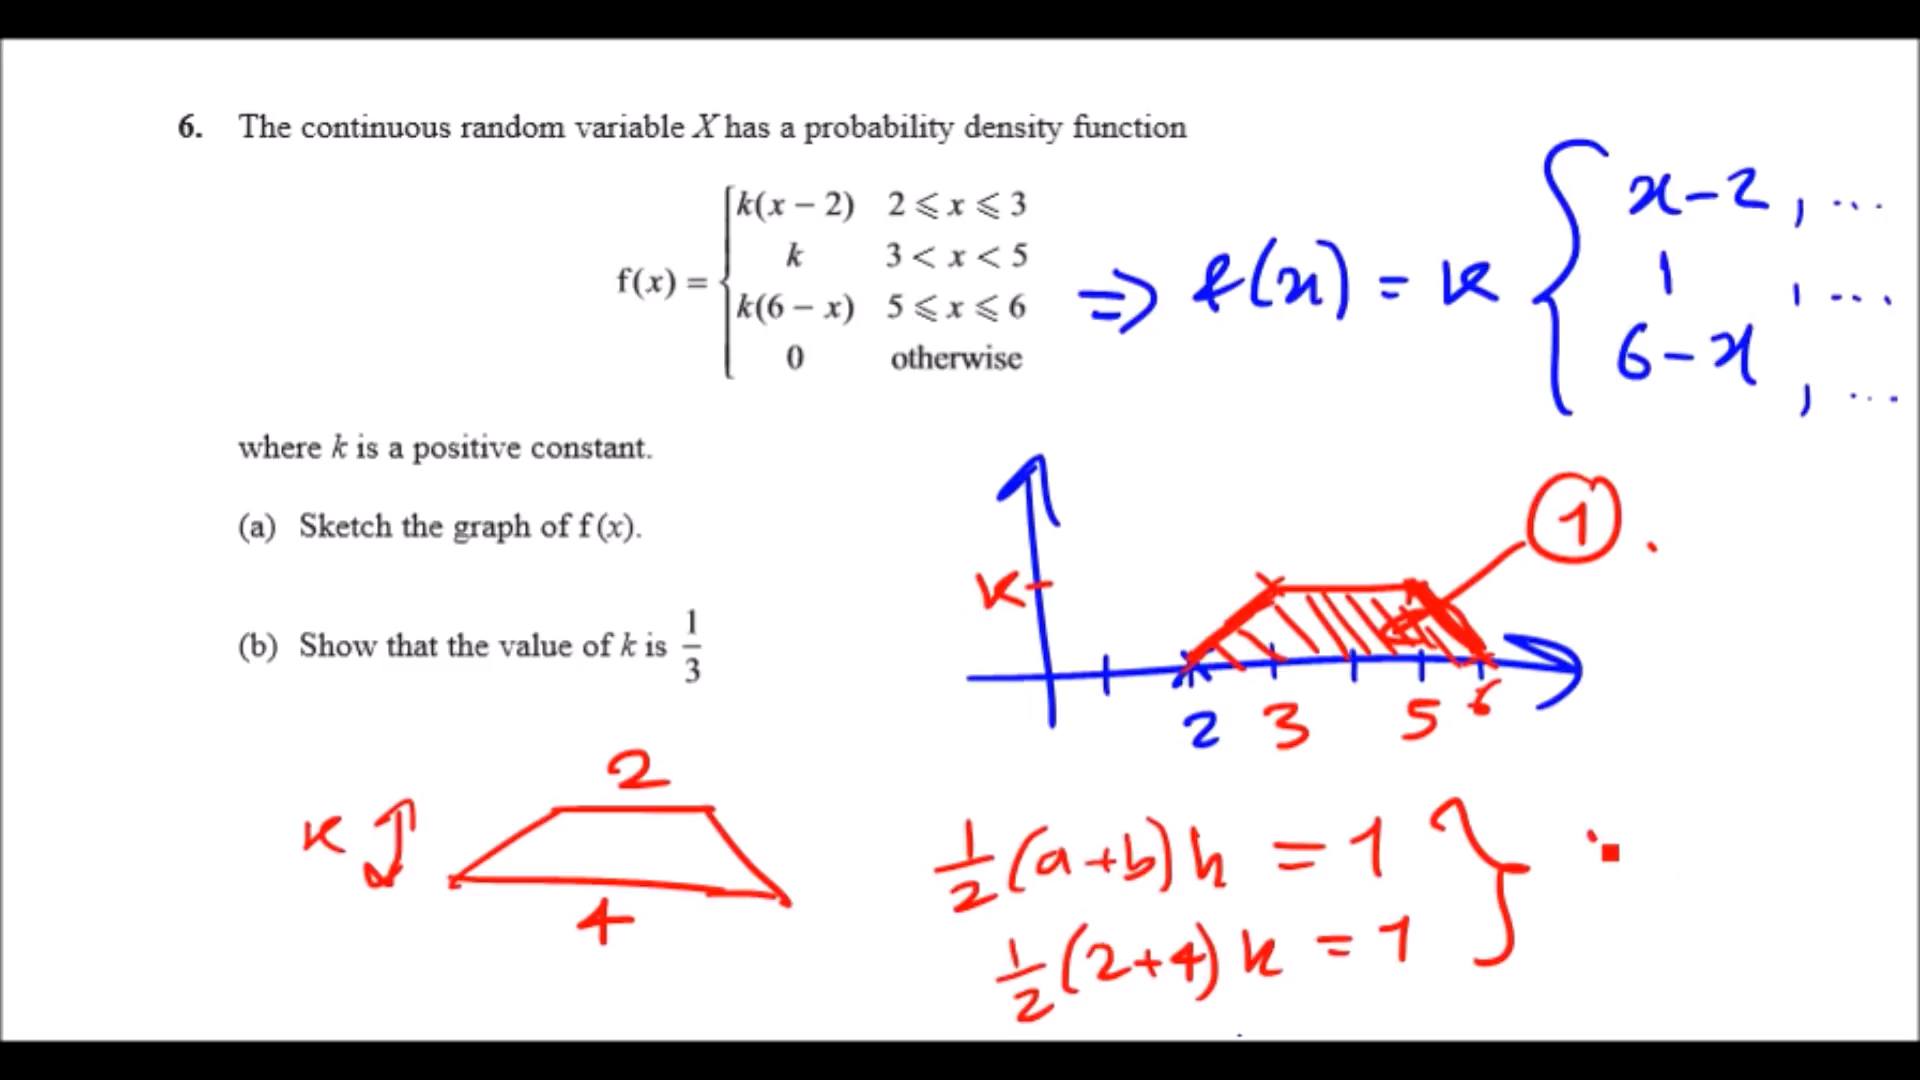 6. The continuous random variable X has a probability density function
k(x – 2) 2 ⩽ x ⩽ 3
k 3 < x < 5
f(x) =
k(6 – x) 5 ⩽ x ⩽ 6
0 otherwise
⇒ f(x) = k { x-2 , ...
1 , ...
6-x , ...
where k is a positive constant.
(a) Sketch the graph of f(x).
(b) Show that the value of k is 1/3
1
k
2 3 5 6
2
k
4
1/2 (a+b) h = 1
1/2 (2+4) k = 1